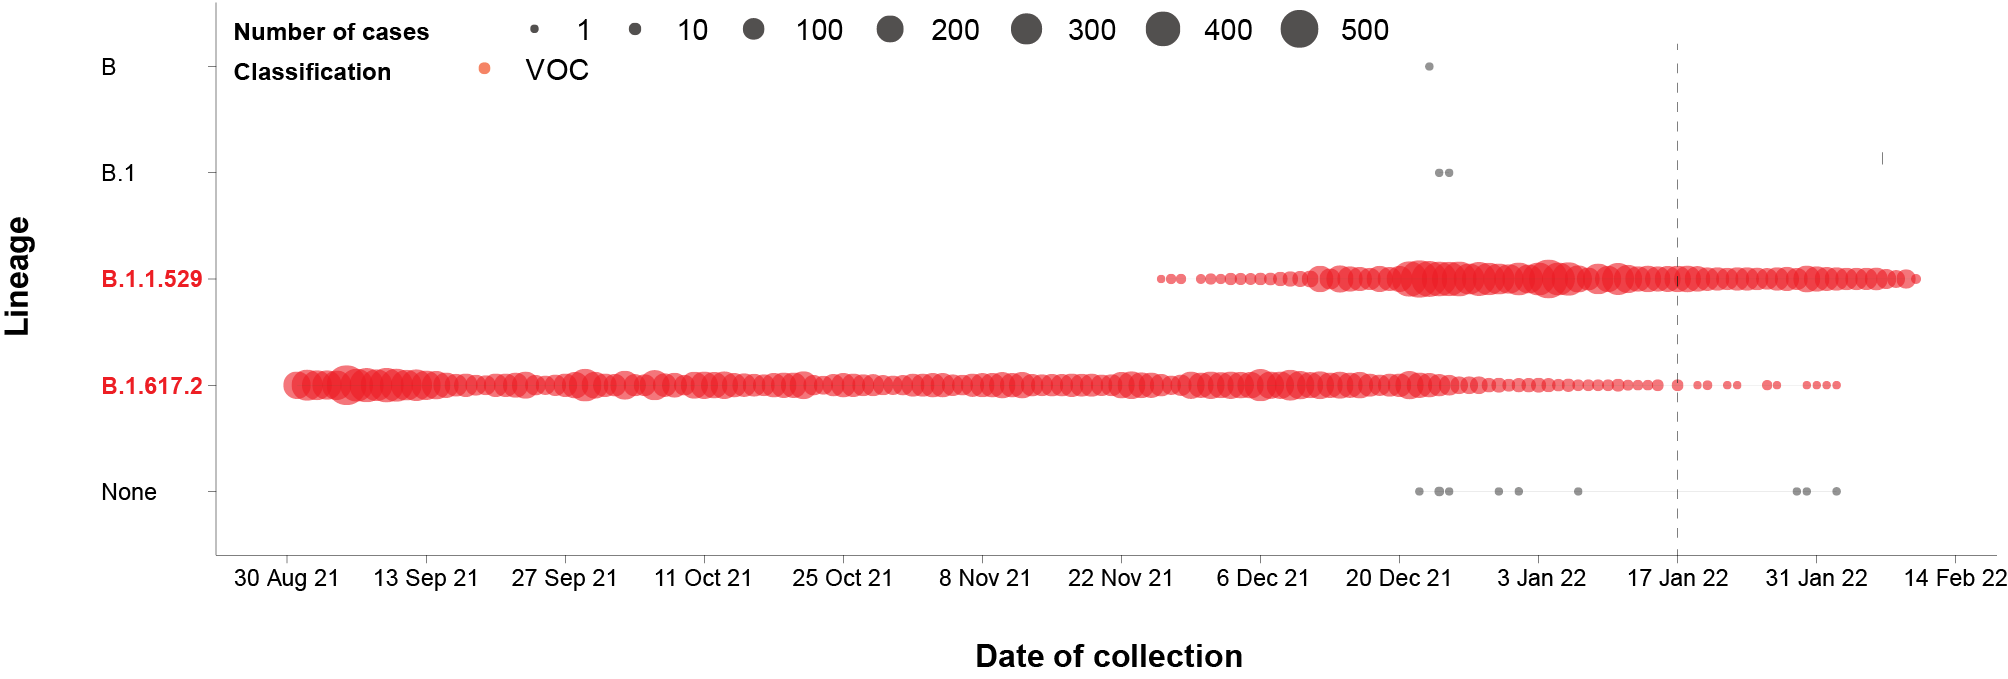 Number of cases 1 10 100 200 300 400 500
Classification VOC
Lineage
B
B.1
B.1.1.529
B.1.617.2
None
30 Aug 21 13 Sep 21 27 Sep 21 11 Oct 21 25 Oct 21 8 Nov 21 22 Nov 21 6 Dec 21 20 Dec 21 3 Jan 22 17 Jan 22 31 Jan 22 14 Feb 22
Date of collection